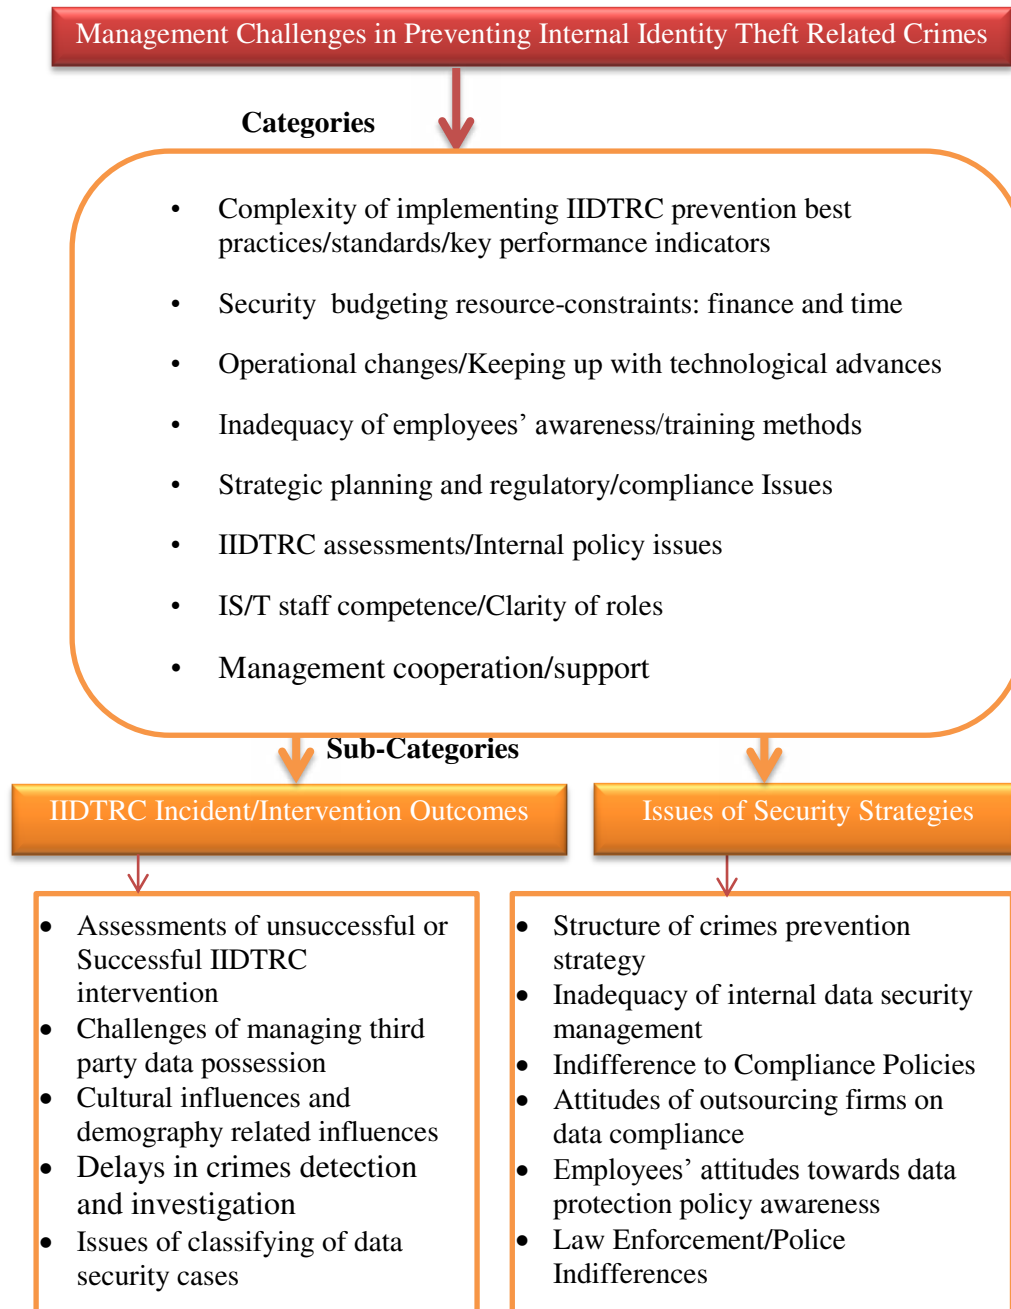 Management Challenges in Preventing Internal Identity Theft Related Crimes
Categories
• Complexity of implementing IIDTRC prevention best
practices/standards/key performance indicators
• Security budgeting resource-constraints: finance and time
• Operational changes/Keeping up with technological advances
• Inadequacy of employees’ awareness/training methods
• Strategic planning and regulatory/compliance Issues
• IIDTRC assessments/Internal policy issues
• IS/T staff competence/Clarity of roles
• Management cooperation/support
Sub-Categories
IIDTRC Incident/Intervention Outcomes
• Assessments of unsuccessful or
Successful IIDTRC
intervention
• Challenges of managing third
party data possession
• Cultural influences and
demography related influences
• Delays in crimes detection
and investigation
• Issues of classifying of data
security cases
Issues of Security Strategies
• Structure of crimes prevention
strategy
• Inadequacy of internal data security
management
• Indifference to Compliance Policies
• Attitudes of outsourcing firms on
data compliance
• Employees’ attitudes towards data
protection policy awareness
• Law Enforcement/Police
Indifferences